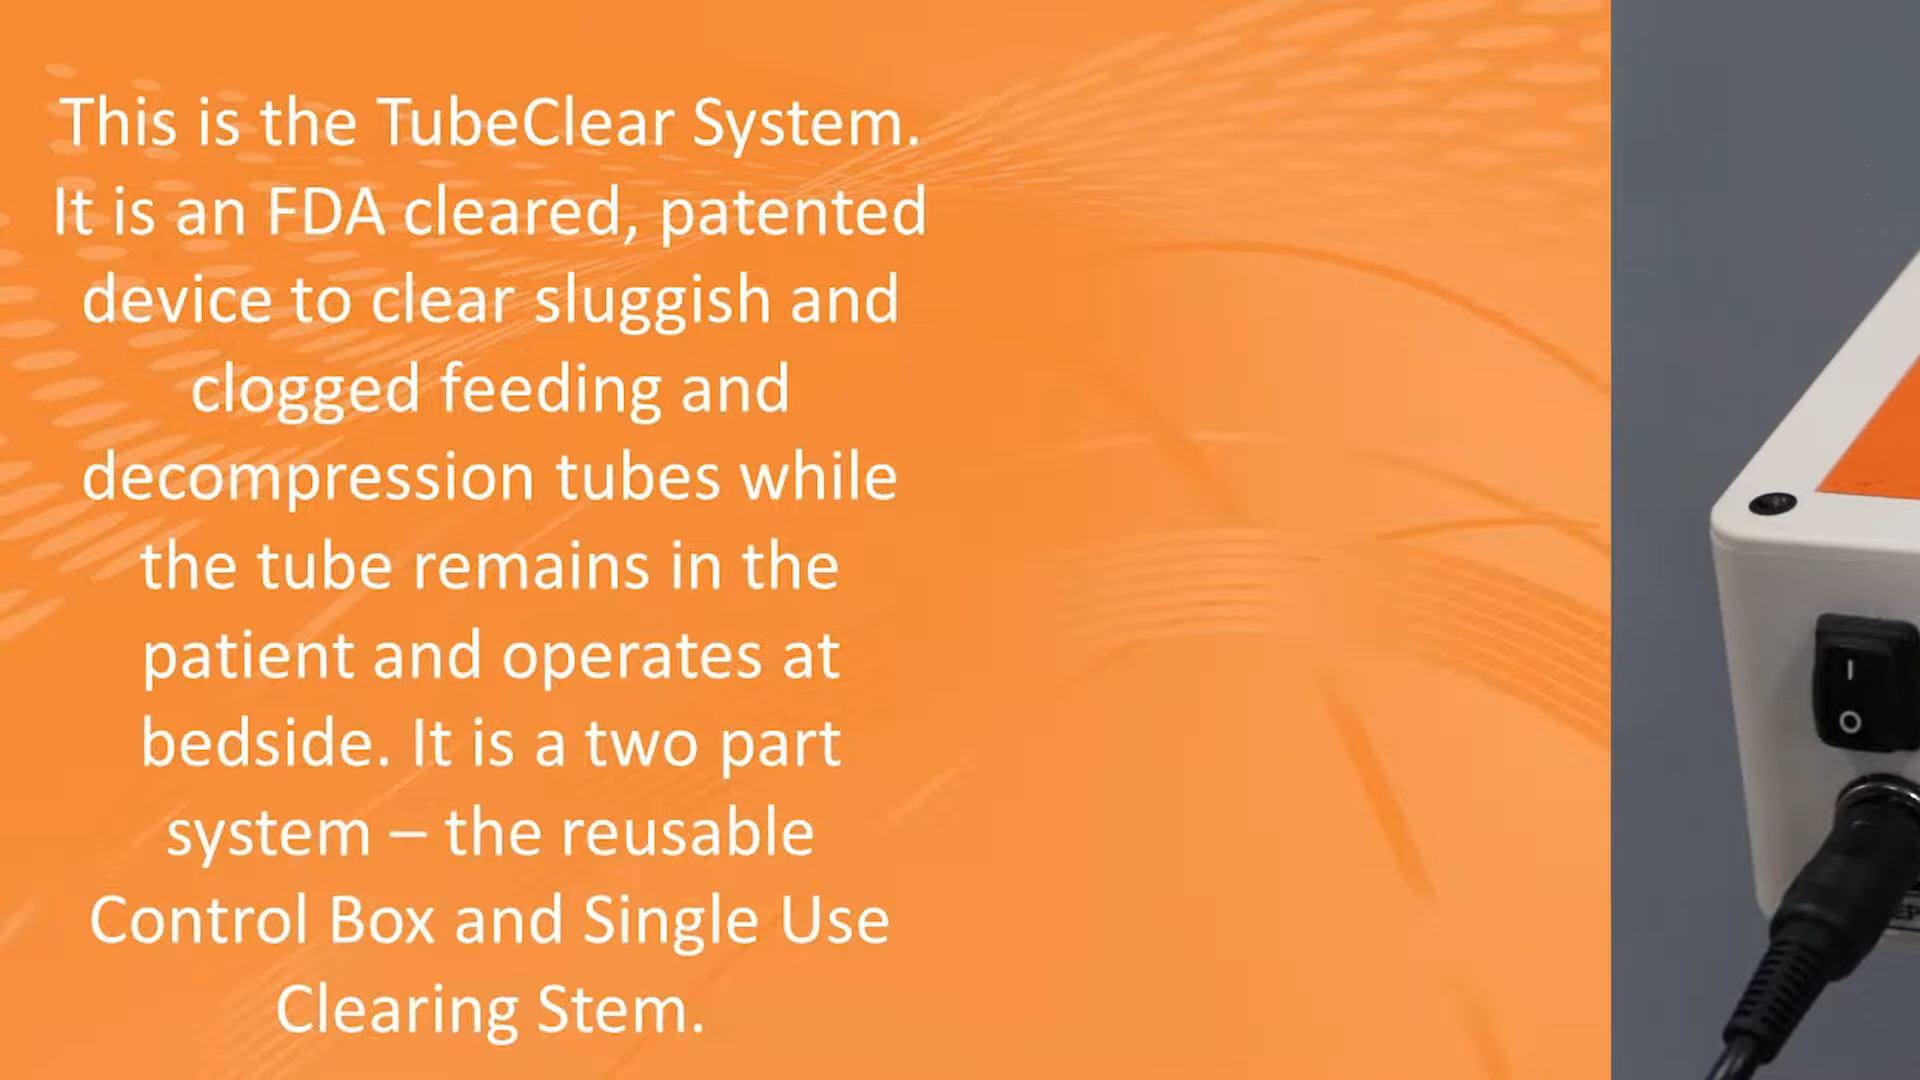 This is the TubeClear System.
It is an FDA cleared, patented
device to clear sluggish and
clogged feeding and
decompression tubes while
the tube remains in the
patient and operates at
bedside. It is a two part
system – the reusable
Control Box and Single Use
Clearing Stem.